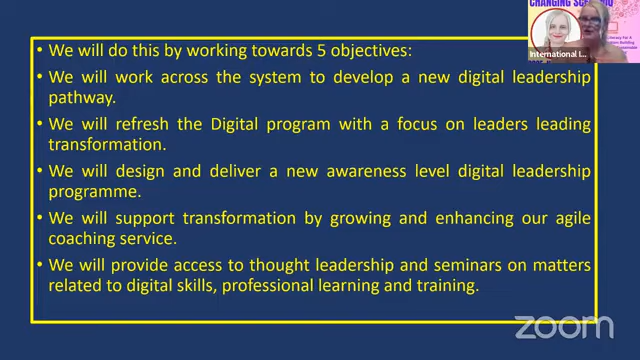 CHANGING SCENARIO
International I...
• We will do this by working towards 5 objectives:
• We will work across the system to develop a new digital leadership
pathway.
• We will refresh the Digital program with a focus on leaders leading
transformation.
• We will design and deliver a new awareness level digital leadership
programme.
• We will support transformation by growing and enhancing our agile
coaching service.
• We will provide access to thought leadership and seminars on matters
related to digital skills, professional learning and training.
zoom